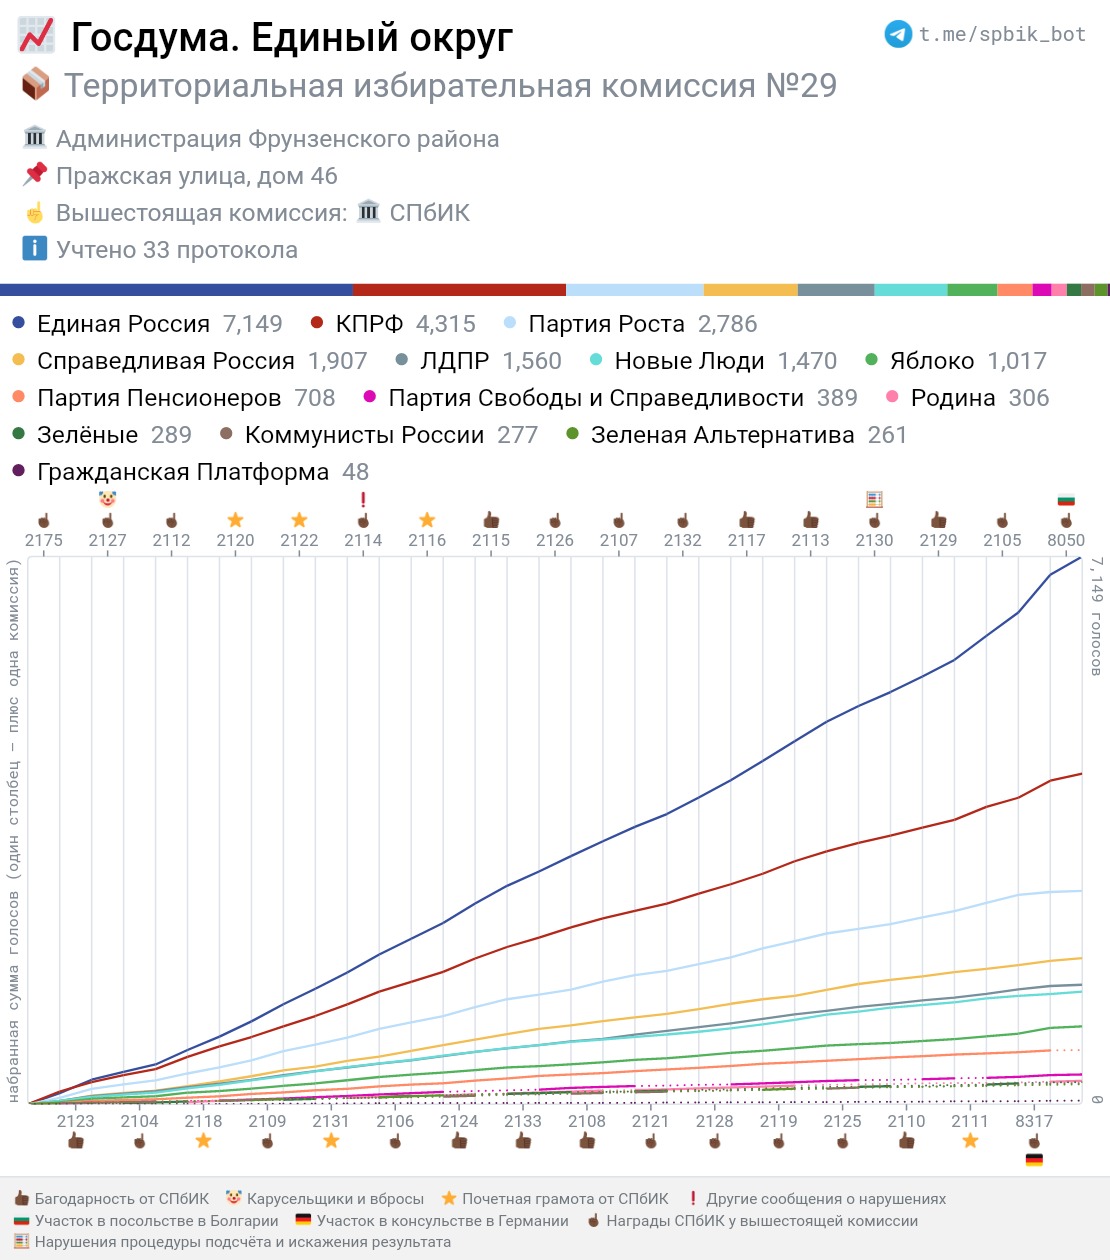 Госдума. Единый округ
t.me/spbik_bot
Территориальная избирательная комиссия №29
Администрация Фрунзенского района
Пражская улица, дом 46
Вышестоящая комиссия: СПбИК
Учтено 33 протокола
Единая Россия 7,149 КПРФ 4,315 Партия Роста 2,786
Справедливая Россия 1,907 ЛДПР 1,560 Новые Люди 1,470 Яблоко 1,017
Партия Пенсионеров 708 Партия Свободы и Справедливости 389 Родина 306
Зелёные 289 Коммунисты России 277 Зеленая Альтернатива 261
Гражданская Платформа 48
2175 2127 2112 2120 2122 2114 2116 2115 2126 2107 2132 2117 2113 2130 2129 2105 8050
набранная сумма голосов (один столбец — плюс одна комиссия)
7,149 голосов
0
2123 2104 2118 2109 2131 2106 2124 2133 2108 2121 2128 2119 2125 2110 2111 8317
Багодарность от СПбИК Карусельщики и вбросы Почетная грамота от СПбИК Другие сообщения о нарушениях
Участок в посольстве в Болгарии Участок в консульстве в Германии Награды СПбИК у вышестоящей комиссии
Нарушения процедуры подсчёта и искажения результата